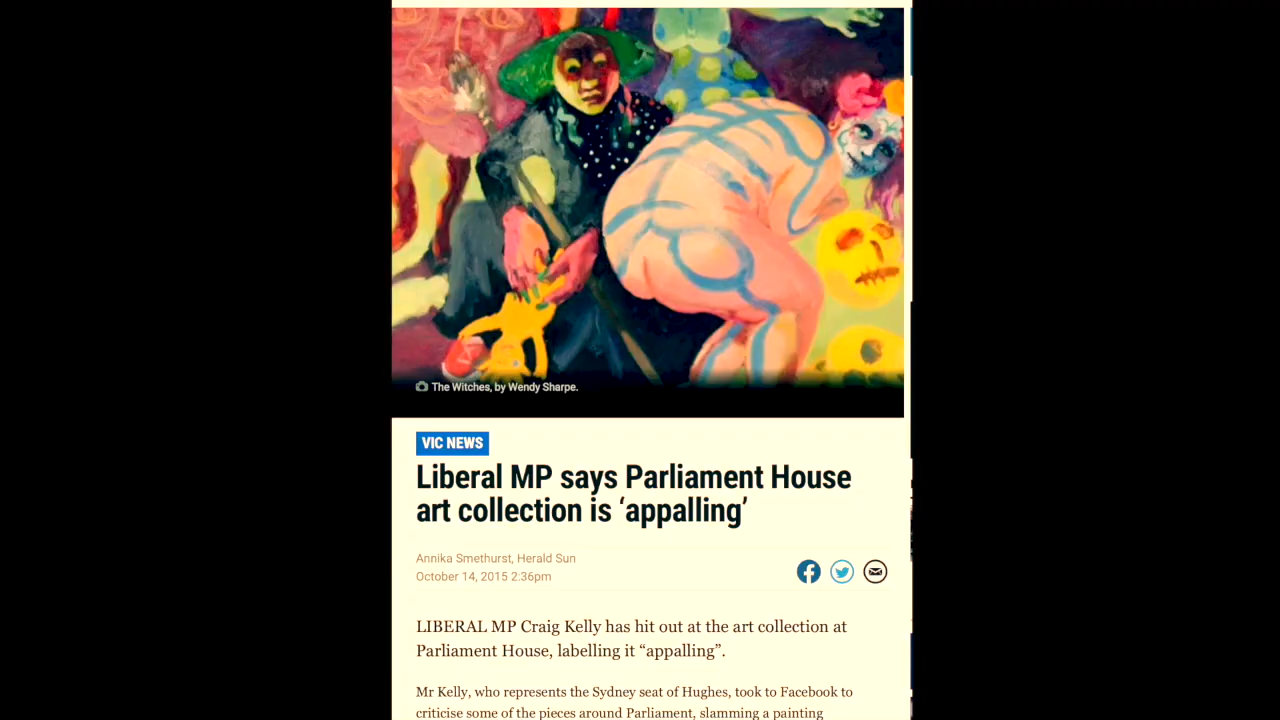 The Witches, by Wendy Sharpe.
VIC NEWS
Liberal MP says Parliament House
art collection is ‘appalling’
Annika Smethurst, Herald Sun
October 14, 2015 2:36pm
LIBERAL MP Craig Kelly has hit out at the art collection at
Parliament House, labelling it “appalling”.
Mr Kelly, who represents the Sydney seat of Hughes, took to Facebook to
criticise some of the pieces around Parliament, slamming a painting